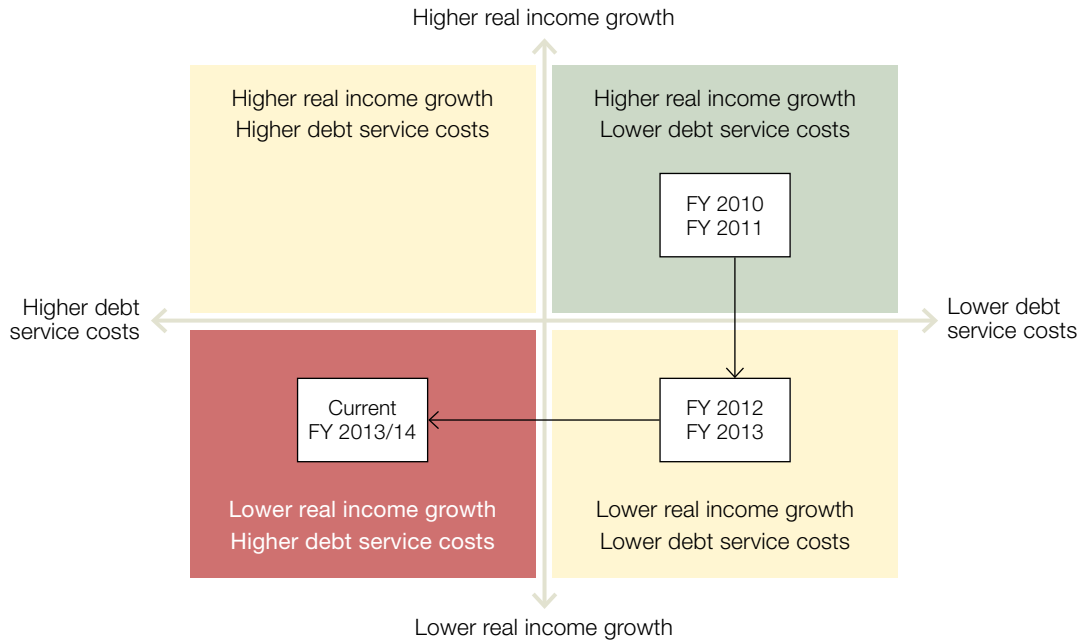 Higher real income growth
Higher real income growth
Higher debt service costs
Higher real income growth
Lower debt service costs
FY 2010
FY 2011
Higher debt
service costs
Lower debt
service costs
Current
FY 2013/14
FY 2012
FY 2013
Lower real income growth
Higher debt service costs
Lower real income growth
Lower debt service costs
Lower real income growth